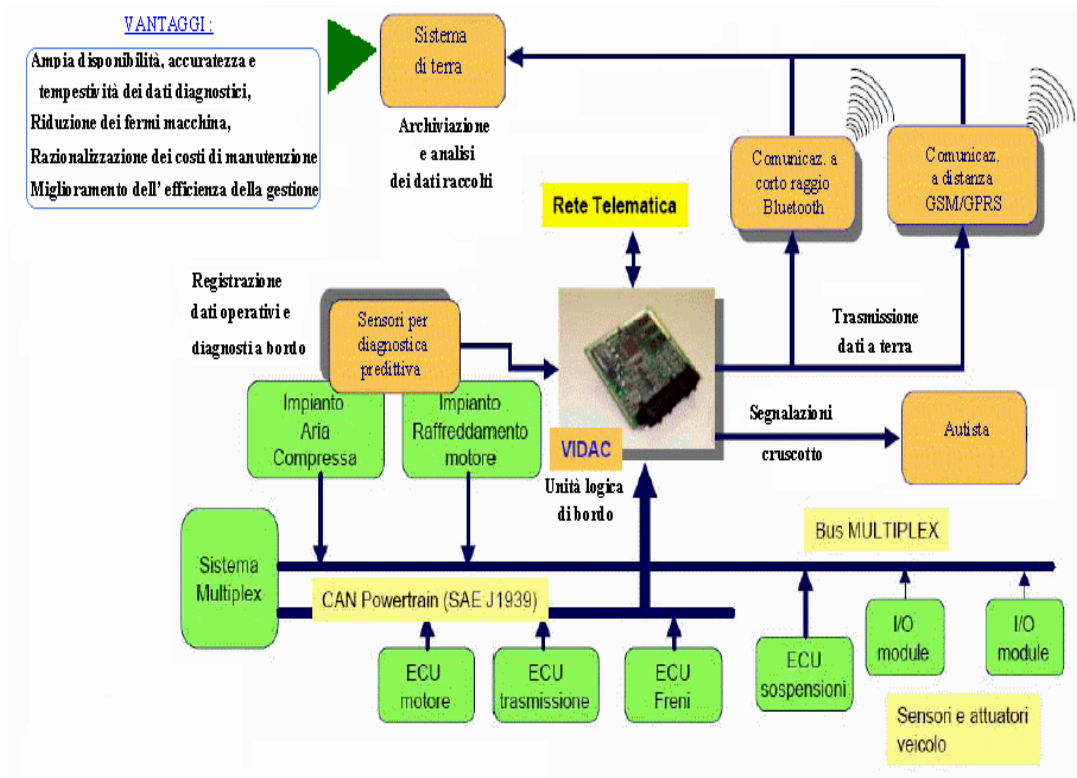 VANTAGGI :
Ampia disponibilità, accuratezza e
tempestività dei dati diagnostici,
Riduzione dei fermi macchina,
Razionalizzazione dei costi di manutenzione
Miglioramento dell' efficienza della gestione
Sistema
di terra
Archiviazione
e analisi
dei dati raccolti
Comunicaz. a
corto raggio
Bluetooth
Comunicaz.
a distanza
GSM/GPRS
Rete Telematica
Registrazione
dati operativi e
diagnosti a bordo
Sensori per
diagnostica
predittiva
Trasmissione
dati a terra
Impianto
Aria
Compressa
Impianto
Raffreddamento
motore
VIDAC
Unità logica
di bordo
Segnalazioni
cruscotto
Autista
Sistema
Multiplex
Bus MULTIPLEX
CAN Powertrain (SAE J1939)
ECU
motore
ECU
trasmissione
ECU
Freni
ECU
sospensioni
I/O
module
I/O
module
Sensori e attuatori
veicolo